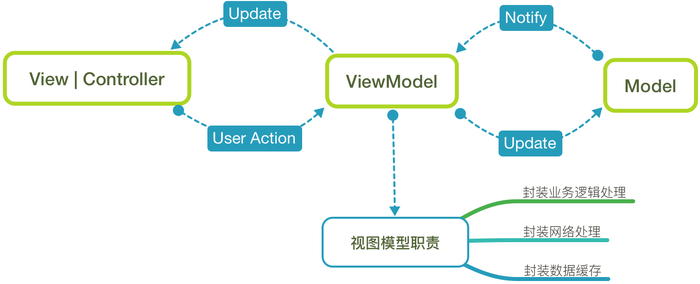 Update
Notify
View | Controller
ViewModel
Model
User Action
Update
封装业务逻辑处理
视图模型职责
封装网络处理
封装数据缓存